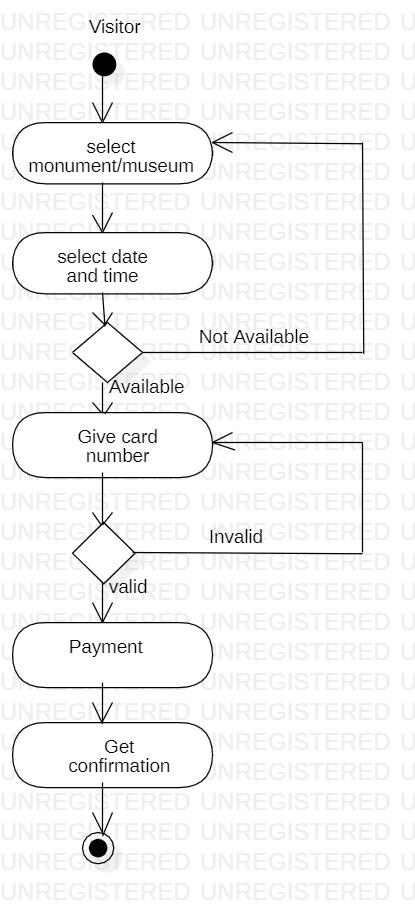 Visitor
select
monument/museum
select date
and time
Not Available
Available
Give card
number
Invalid
valid
Payment
Get
confirmation
UNREGISTERED